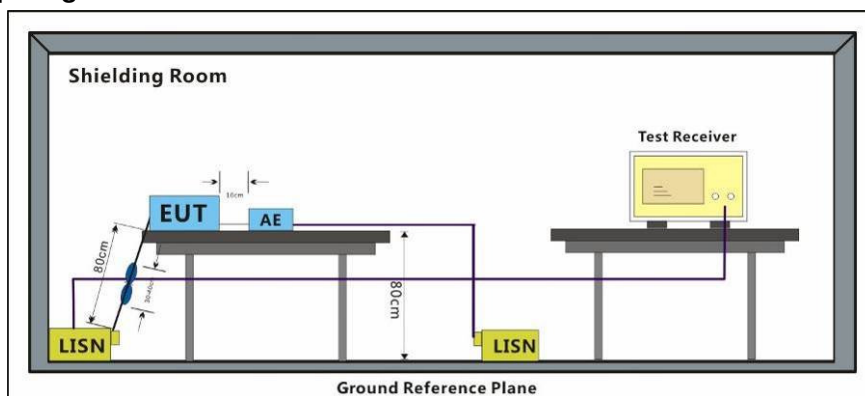 Shielding Room
Test Receiver
EUT
AE
80cm
80cm
LISN
LISN
Ground Reference Plane